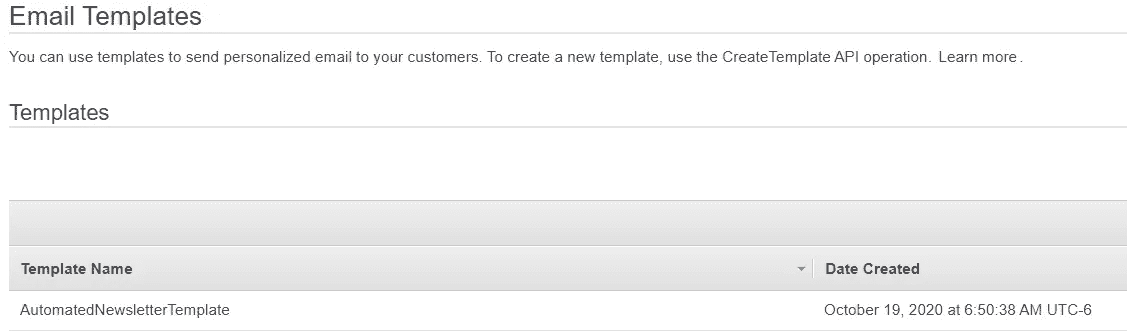 Email Templates
You can use templates to send personalized email to your customers. To create a new template, use the CreateTemplate API operation. Learn more.
Templates
Template Name Date Created
AutomatedNewsletterTemplate October 19, 2020 at 6:50:38 AM UTC-6